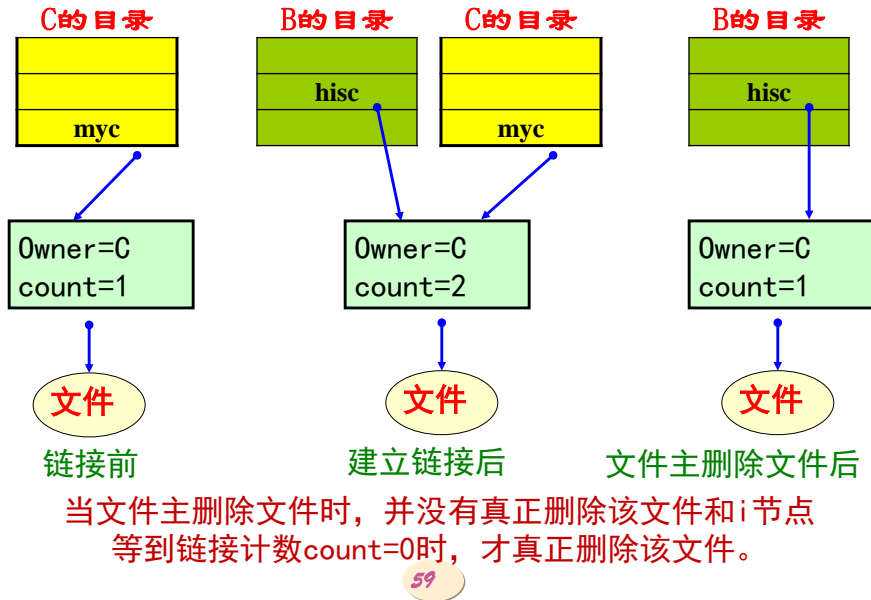 C的目录
B的目录
C的目录
B的目录
hisc
hisc
myc
myc
Owner=C
count=1
Owner=C
count=2
Owner=C
count=1
文件
文件
文件
链接前
建立链接后
文件主删除文件后
当文件主删除文件时，并没有真正删除该文件和i节点
等到链接计数count=0时，才真正删除该文件。
59